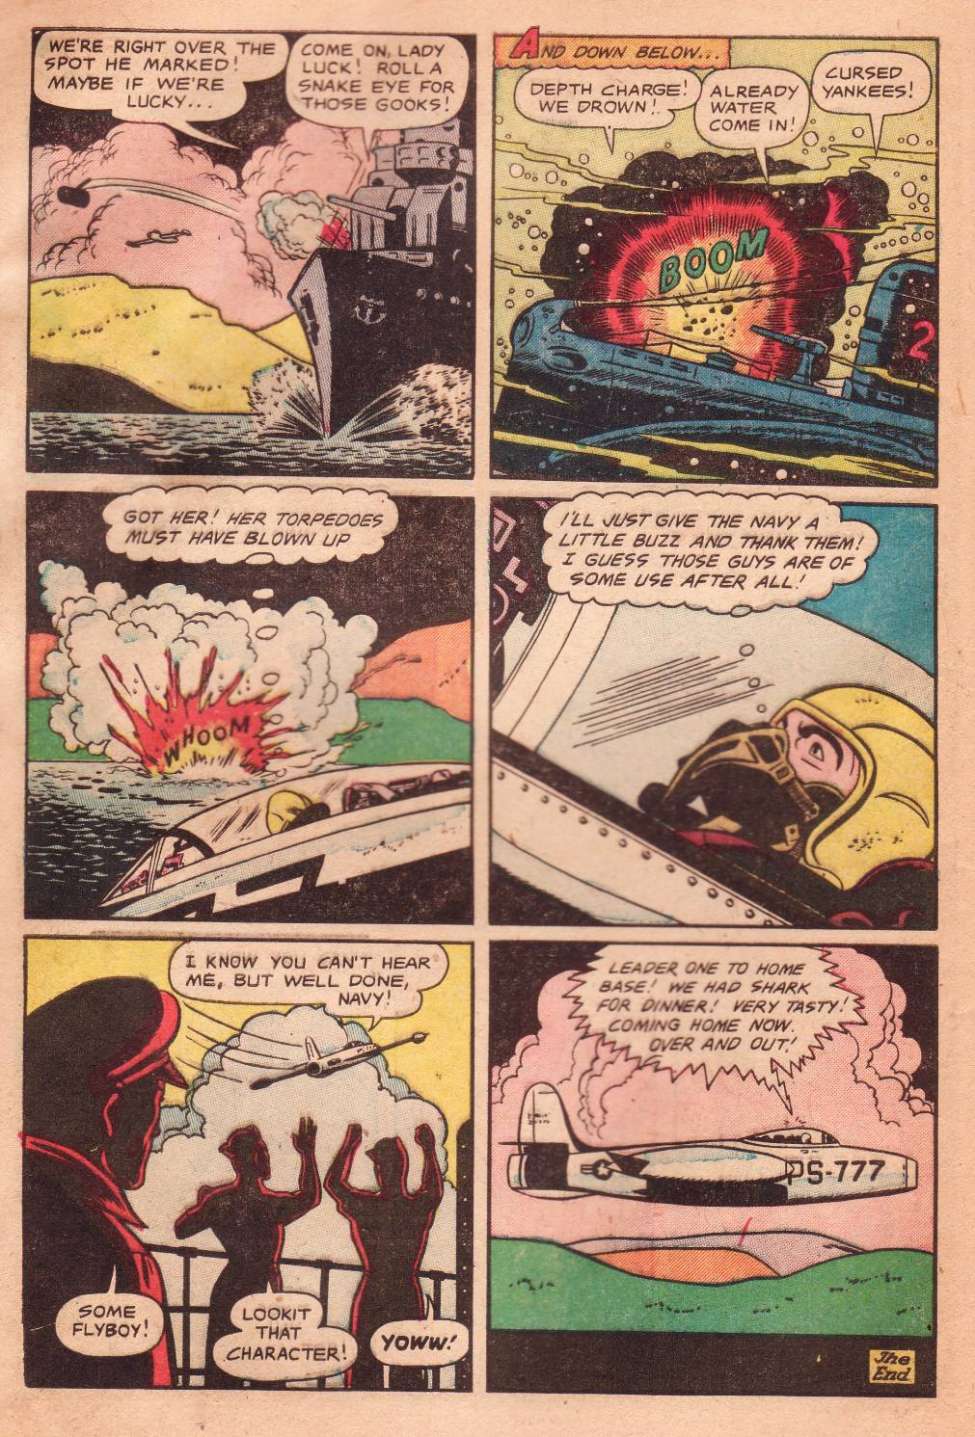 WE'RE RIGHT OVER THE
SPOT HE MARKED!
MAYBE IF WE'RE
LUCKY...
COME ON, LADY
LUCK! ROLL A
SNAKE EYE FOR
THOSE GOOKS!
AND DOWN BELOW...
DEPTH CHARGE!
WE DROWN!
ALREADY
WATER
COME IN!
CURSED
YANKEES!
BOOM
2
GOT HER! HER TORPEDOES
MUST HAVE BLOWN UP
WHOOM
I'LL JUST GIVE THE NAVY A
LITTLE BUZZ AND THANK THEM!
I GUESS THOSE GUYS ARE OF
SOME USE AFTER ALL!
I KNOW YOU CAN'T HEAR
ME, BUT WELL DONE,
NAVY!
SOME
FLYBOY!
LOOKIT
THAT
CHARACTER!
YOWW!
LEADER ONE TO HOME
BASE! WE HAD SHARK
FOR DINNER! VERY TASTY!
COMING HOME NOW.
OVER AND OUT!
PS-777
The
End